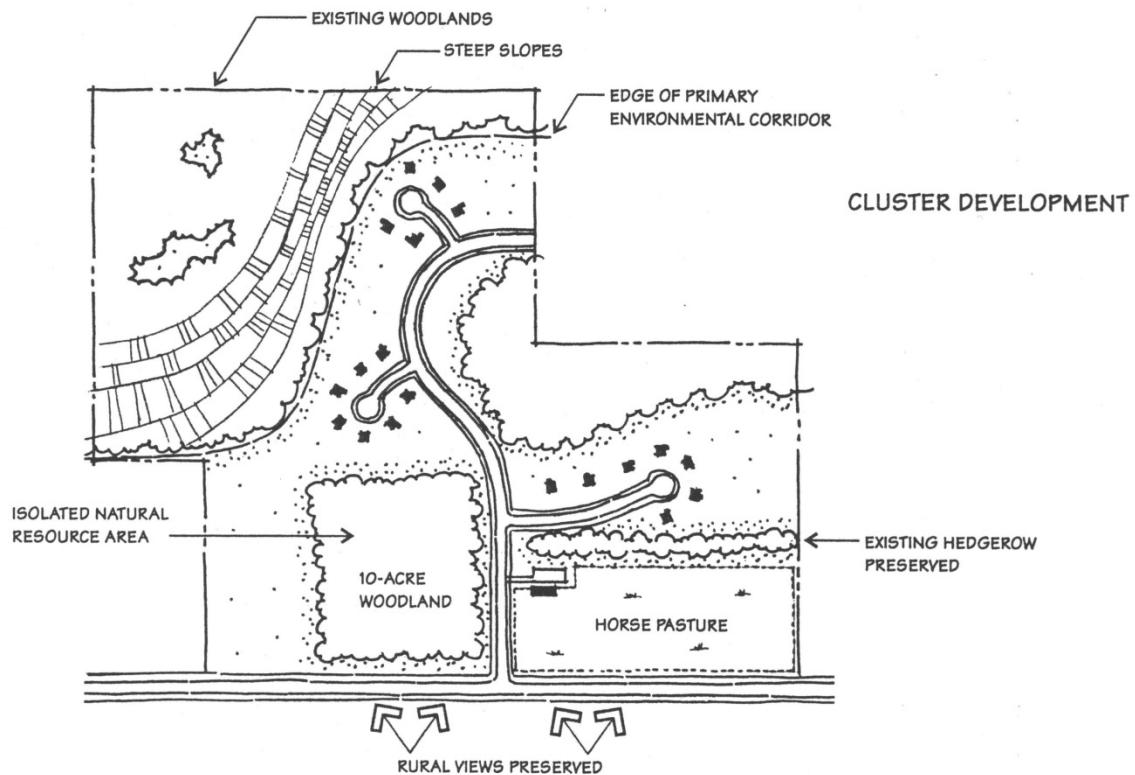 EXISTING WOODLANDS
STEEP SLOPES
EDGE OF PRIMARY
ENVIRONMENTAL CORRIDOR
CLUSTER DEVELOPMENT
ISOLATED NATURAL
RESOURCE AREA
10-ACRE
WOODLAND
EXISTING HEDGEROW
PRESERVED
HORSE PASTURE
RURAL VIEWS PRESERVED